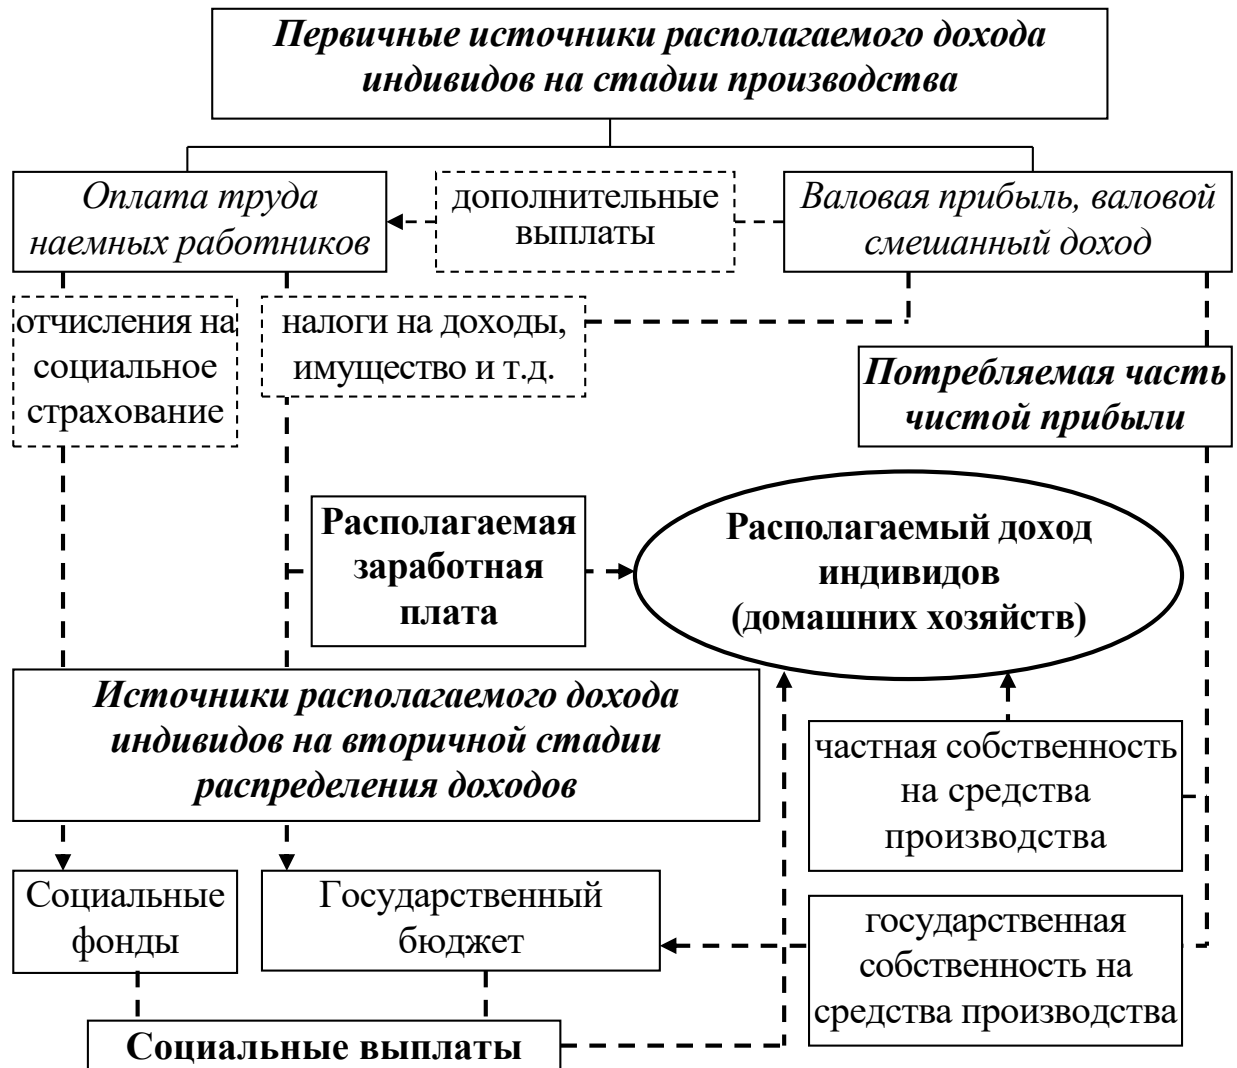 Первичные источники располагаемого дохода
индивидов на стадии производства
Оплата труда
наемных работников
дополнительные
выплаты
Валовая прибыль, валовой
смешанный доход
отчисления на
социальное
страхование
налоги на доходы,
имущество и т.д.
Потребляемая часть
чистой прибыли
Располагаемая
заработная
плата
Располагаемый доход
индивидов
(домашних хозяйств)
Источники располагаемого дохода
индивидов на вторичной стадии
распределения доходов
частная собственность
на средства
производства
Социальные
фонды
Государственный
бюджет
государственная
собственность на
средства производства
Социальные выплаты